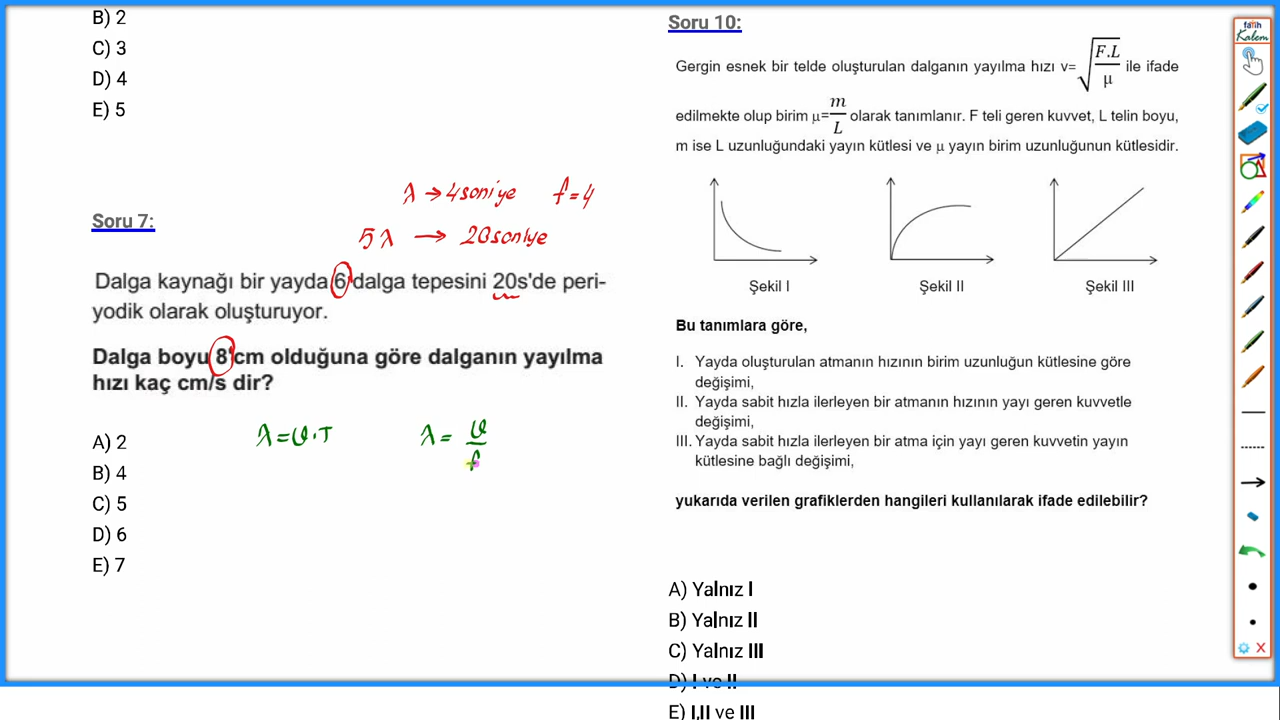 B) 2
C) 3
D) 4
E) 5
λ → 4 soniye f = 4
5λ → 20 soniye
Soru 7:
Dalga kaynağı bir yayda 6 dalga tepesini 20s'de peri-
yodik olarak oluşturuyor.
Dalga boyu 8 cm olduğuna göre dalganın yayılma
hızı kaç cm/s dir?
λ = υ.T λ = υ/f
A) 2
B) 4
C) 5
D) 6
E) 7
Soru 10:
Gergin esnek bir telde oluşturulan dalganın yayılma hızı v= √(F.L/μ) ile ifade
edilmekte olup birim μ= m/L olarak tanımlanır. F teli geren kuvvet, L telin boyu,
m ise L uzunluğundaki yayın kütlesi ve μ yayın birim uzunluğunun kütlesidir.
Şekil I Şekil II Şekil III
Bu tanımlara göre,
I. Yayda oluşturulan atmanın hızının birim uzunluğun kütlesine göre
değişimi,
II. Yayda sabit hızla ilerleyen bir atmanın hızının yayı geren kuvvetle
değişimi,
III. Yayda sabit hızla ilerleyen bir atma için yayı geren kuvvetin yayın
kütlesine bağlı değişimi,
yukarıda verilen grafiklerden hangileri kullanılarak ifade edilebilir?
A) Yalnız I
B) Yalnız II
C) Yalnız III
D) I ve II
E) I,II ve III
fatih
Kalem